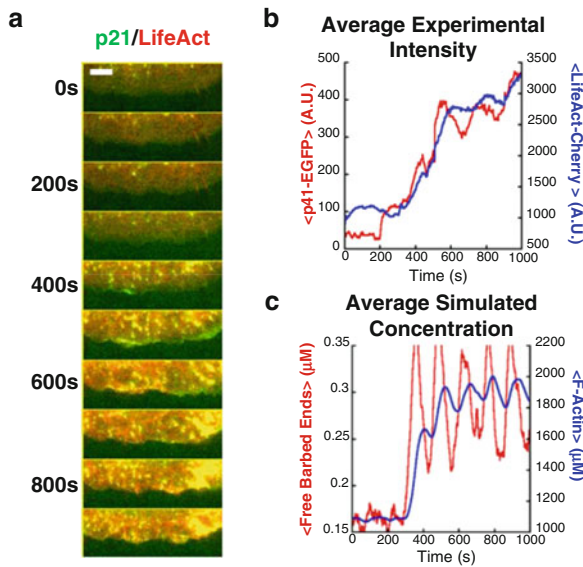 a
p21/LifeAct
0s
200s
400s
600s
800s
b
Average Experimental
Intensity
<p41-EGFP> (A.U.)
500
400
300
200
100
0
3500
3000
2500
2000
1500
1000
500
<LifeAct-Cherry > (A.U.)
0 200 400 600 800 1000
Time (s)
c
Average Simulated
Concentration
<Free Barbed Ends> (µM)
0.35
0.3
0.25
0.2
0.15
2200
2000
1800
1600
1400
1200
1000
<F-Actin> (µM)
0 200 400 600 800 1000
Time (s)